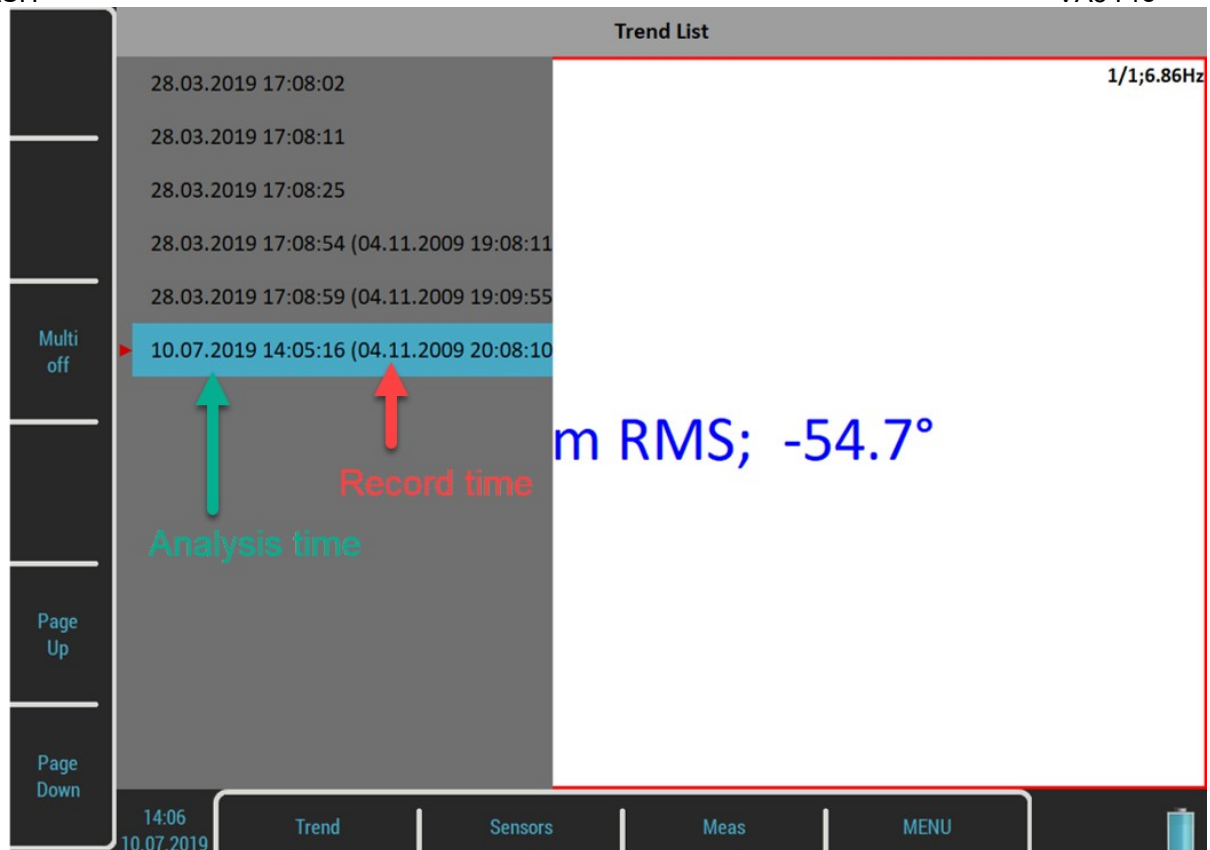 Trend List
1/1;6.86Hz
28.03.2019 17:08:02
28.03.2019 17:08:11
28.03.2019 17:08:25
28.03.2019 17:08:54 (04.11.2009 19:08:11
28.03.2019 17:08:59 (04.11.2009 19:09:55
10.07.2019 14:05:16 (04.11.2009 20:08:10
m RMS; -54.7°
Record time
Analysis time
Multi
off
Page
Up
Page
Down
14:06
10.07.2019
Trend
Sensors
Meas
MENU